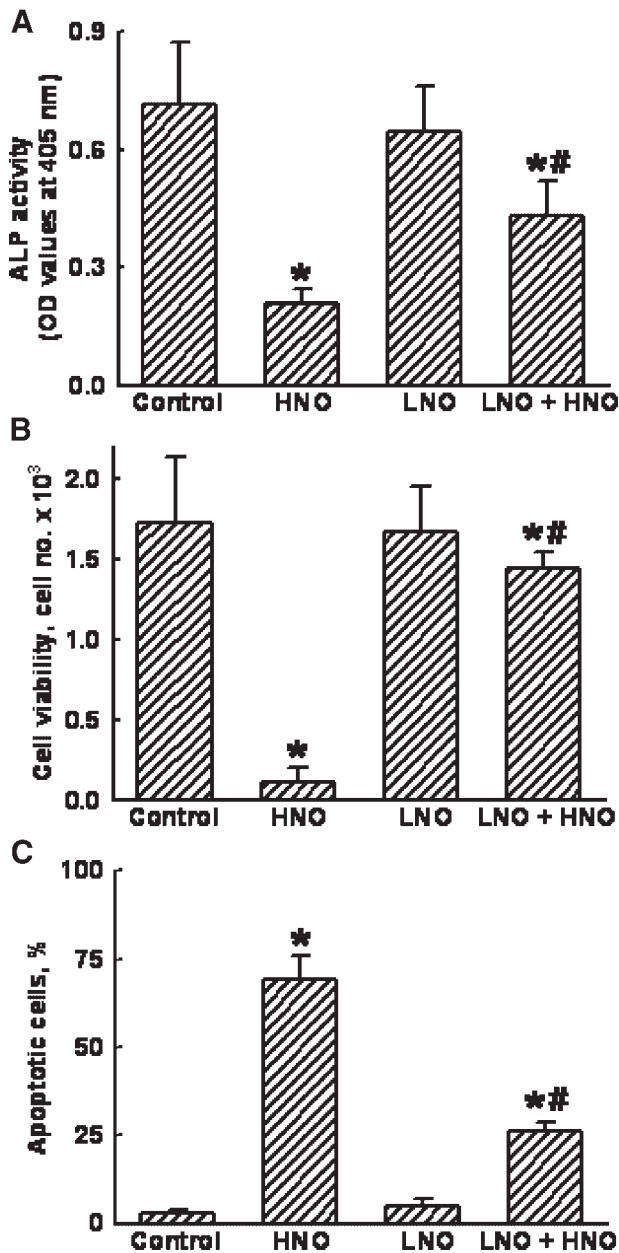 A
ALP activity
(OD values at 405 nm)
0.9
0.6
0.3
0.0
*
*#
Control HNO LNO LNO + HNO
B
Cell viability, cell no. x 10³
2.0
1.5
1.0
0.5
0.0
*
*#
Control HNO LNO LNO + HNO
C
Apoptotic cells, %
100
75
50
25
0
*
*#
Control HNO LNO LNO + HNO